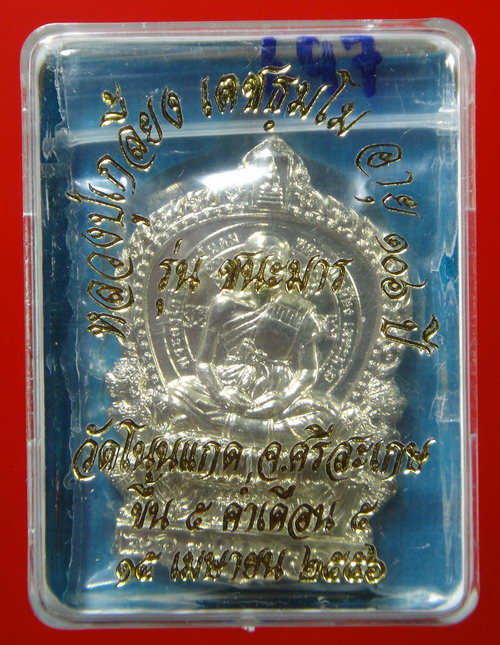 หลวงปู่เกลี้ยง เตชธมฺโม อายุ ๑๐๖ ปี
รุ่น ชนะมาร
วัดโนนแกด จ.ศรีสะเกษ
ขึ้น ๕ ค่ำเดือน ๕
๑๕ เมษายน ๒๕๕๖